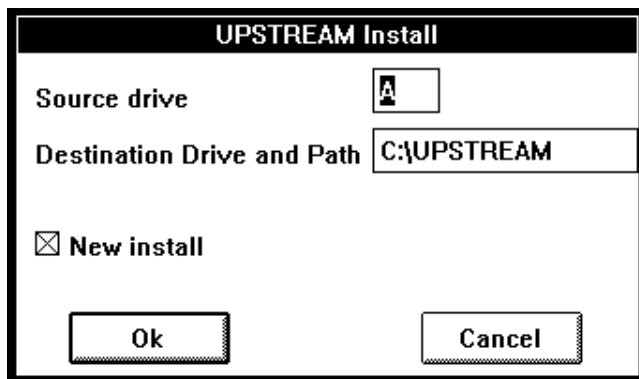 UPSTREAM Install
Source drive A
Destination Drive and Path C:\UPSTREAM
New install
Ok Cancel